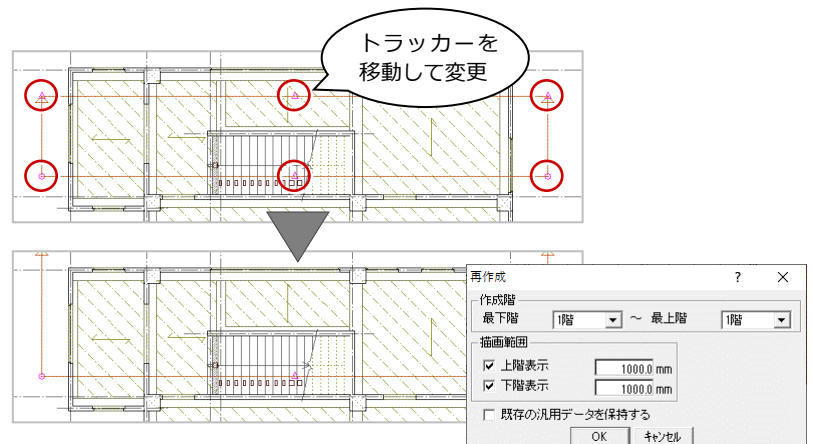 トラッカーを
移動して変更
再作成 ? ×
作成階
最下階 1階 ～ 最上階 1階
描画範囲
上階表示 1000.0 mm
下階表示 1000.0 mm
既存の汎用データを保持する
OK キャンセル